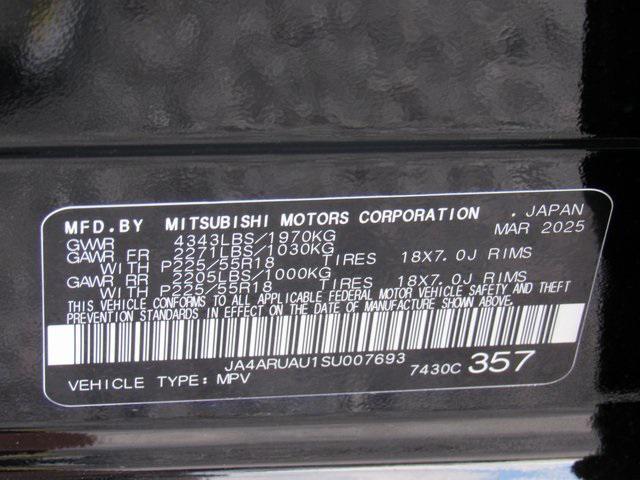 MFD.BY MITSUBISHI MOTORS CORPORATION . JAPAN
GVWR 4343LBS/1970KG MAR 2025
GAWR FR 2271LBS/1030KG
WITH P225/55R18 TIRES 18X7.0J RIMS
GAWR RR 2205LBS/1000KG
WITH P225/55R18 TIRES 18X7.0J RIMS
THIS VEHICLE CONFORMS TO ALL APPLICABLE FEDERAL MOTOR VEHICLE SAFETY AND THEFT
PREVENTION STANDARDS IN EFFECT ON THE DATE OF MANUFACTURE SHOWN ABOVE.
JA4ARUAU1SU007693
VEHICLE TYPE: MPV 7430C 357